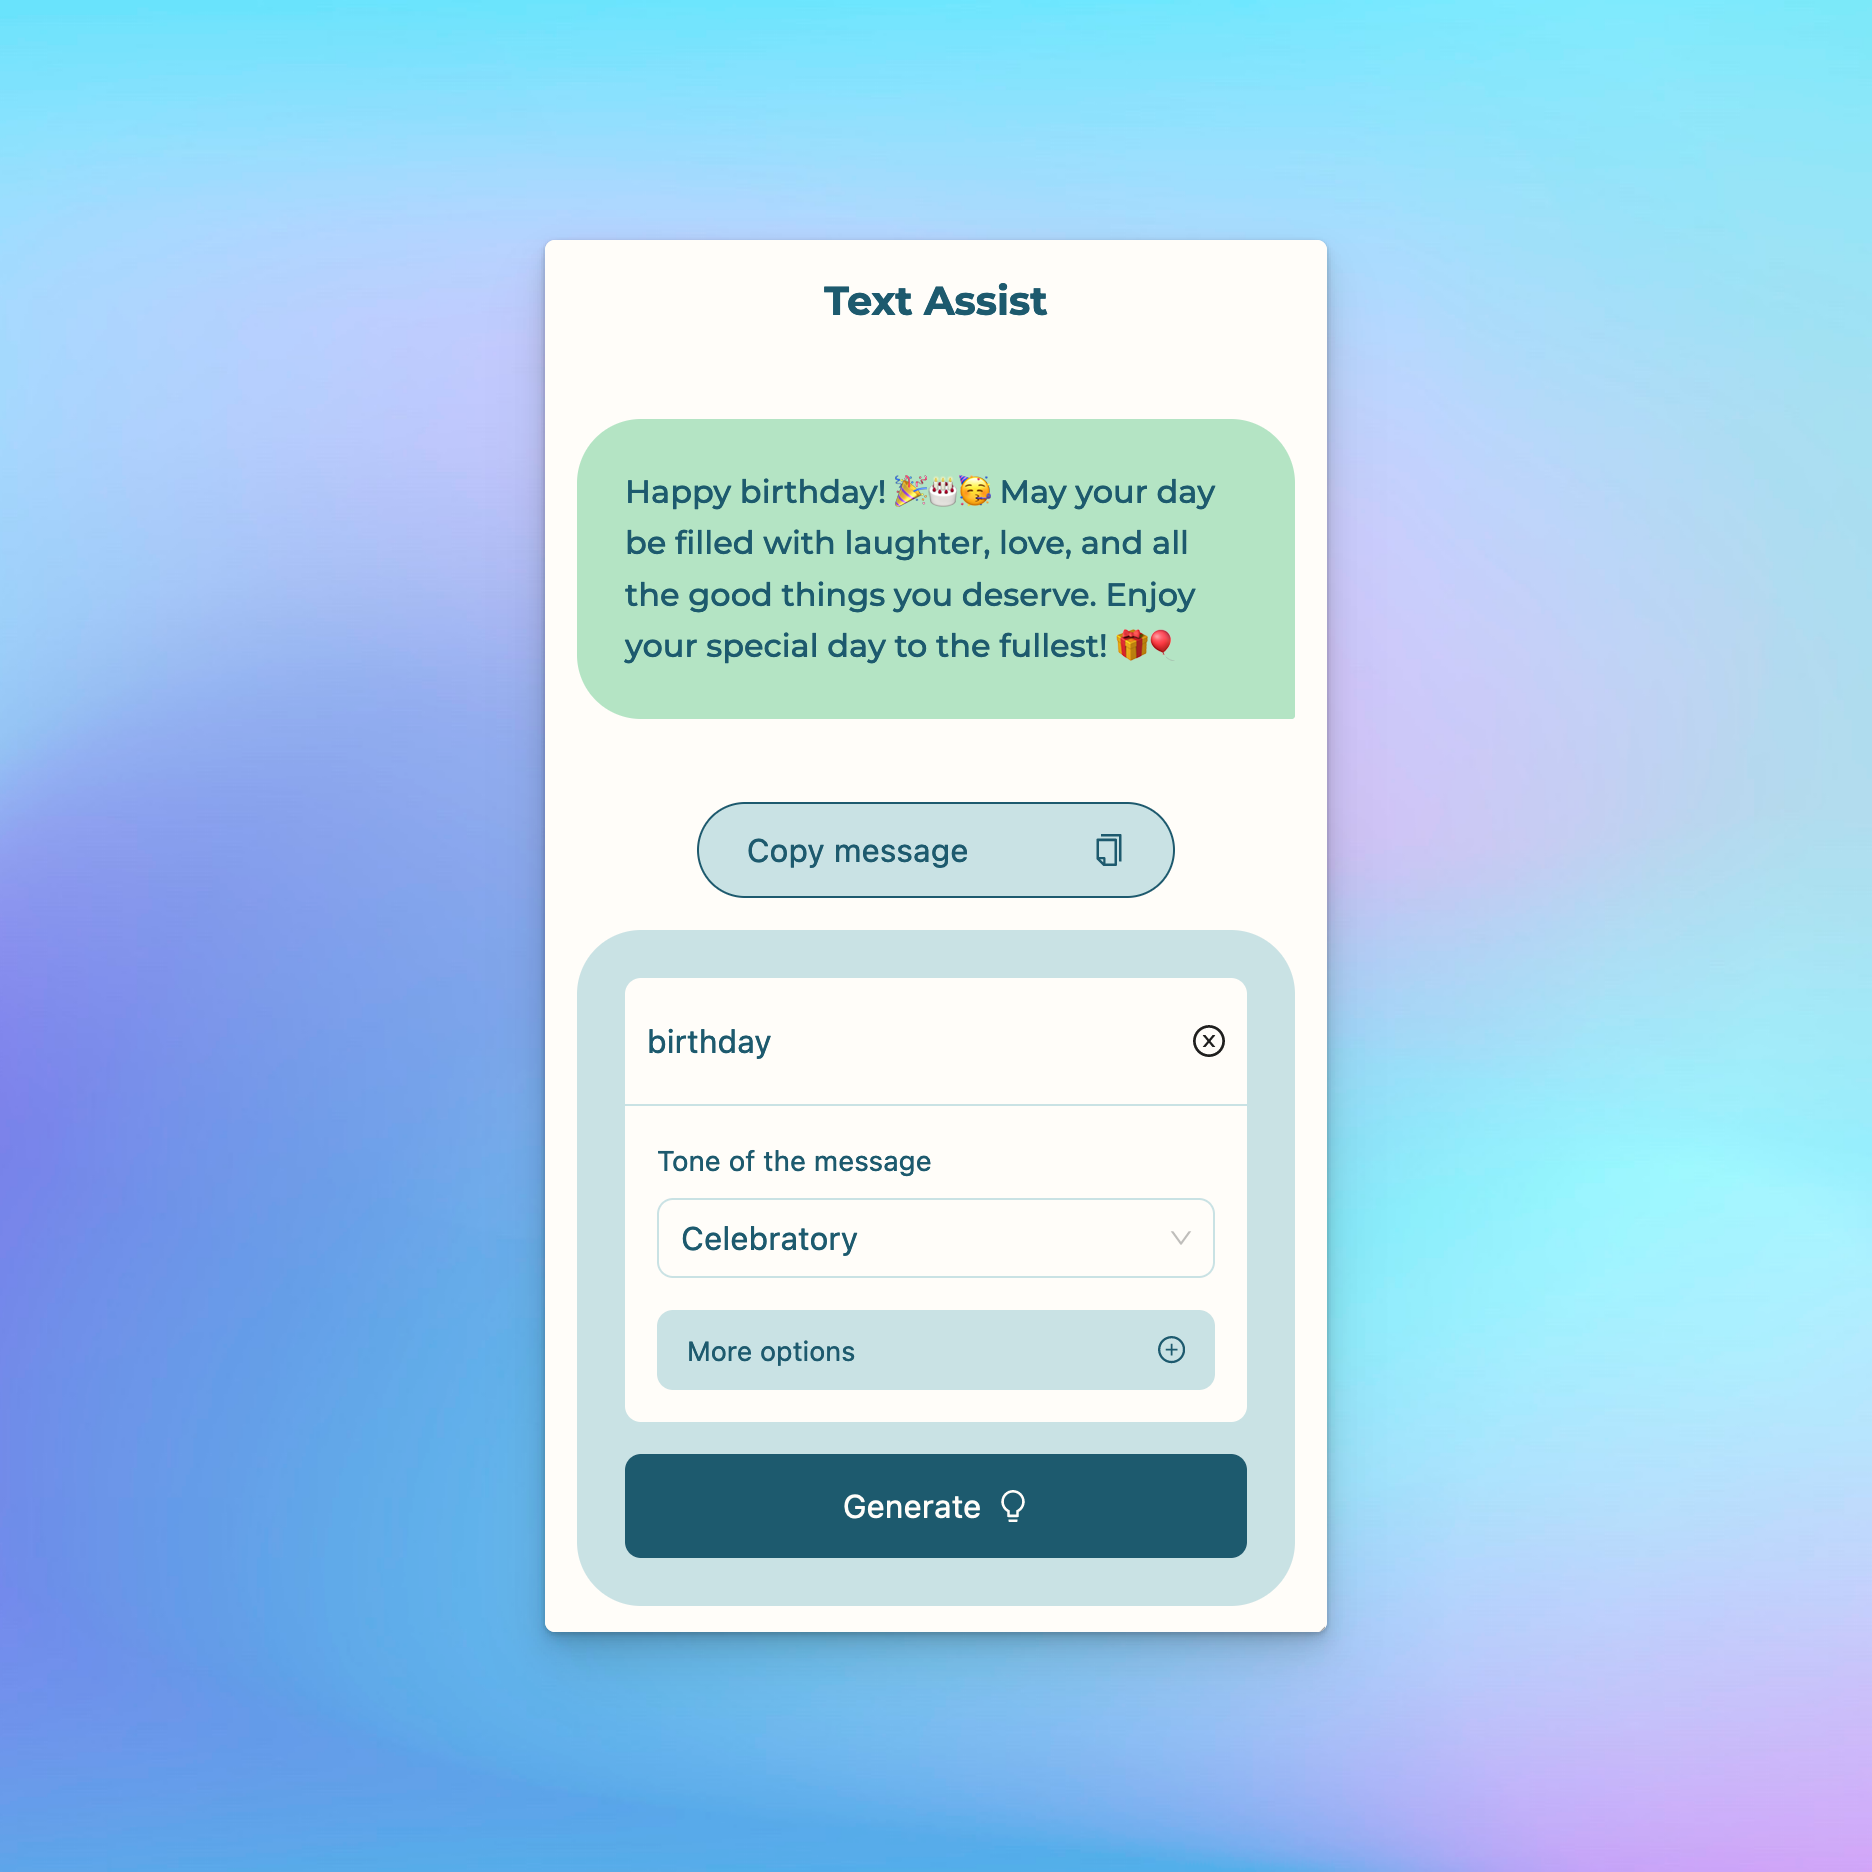 Text Assist
Happy birthday! 🎉🎂🥳 May your day
be filled with laughter, love, and all
the good things you deserve. Enjoy
your special day to the fullest! 🎁🎈
Copy message
birthday
Tone of the message
Celebratory
More options
Generate